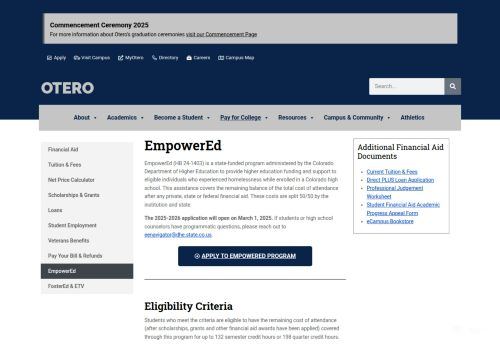 Commencement Ceremony 2025
For more information about Otero's graduation ceremonies visit our Commencement Page
Apply
Visit Campus
MyOtero
Directory
Careers
Campus Map
OTERO
Search...
About
Academics
Become a Student
Pay for College
Resources
Campus & Community
Athletics
Financial Aid
Tuition & Fees
Net Price Calculator
Scholarships & Grants
Loans
Student Employment
Veterans Benefits
Pay Your Bill & Refunds
EmpowerEd
FosterEd & ETV
EmpowerEd
EmpowerEd (HB 24-1403) is a state-funded program administered by the Colorado
Department of Higher Education to provide higher education funding and support to
eligible individuals who experienced homelessness while enrolled in a Colorado high
school. This assistance covers the remaining balance of the total cost of attendance
after any private, state or federal financial aid. These costs are split 50/50 by the
institution and state.
The 2025-2026 application will open on March 1, 2025. If students or high school
counselors have programmatic questions, please reach out to
eenavigator@dhe.state.co.us.
APPLY TO EMPOWERED PROGRAM
Eligibility Criteria
Students who meet the criteria are eligible to have the remaining cost of attendance
(after scholarships, grants and other financial aid awards have been applied) covered
through this program for up to 132 semester credit hours or 198 quarter credit hours.
Additional Financial Aid
Documents
Current Tuition & Fees
Direct PLUS Loan Application
Professional Judgement
Worksheet
Student Financial Aid Academic
Progress Appeal Form
eCampus Bookstore